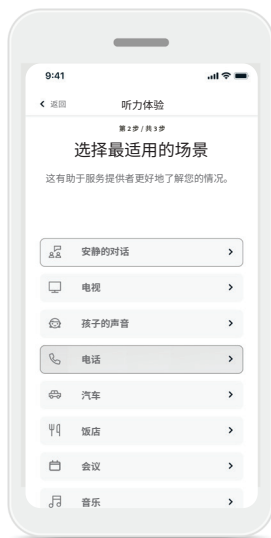 9:41
返回
听力体验
第 2 步 / 共 3 步
选择最适用的场景
这有助于服务提供者更好地了解您的情况。
安静的对话
电视
孩子的声音
电话
汽车
饭店
会议
音乐